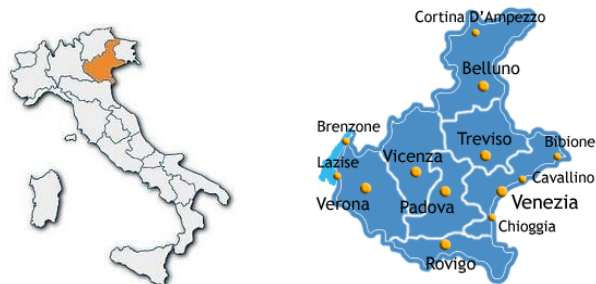 Cortina D'Ampezzo
Belluno
Brenzone
Treviso
Bibione
Lazise
Vicenza
Cavallino
Verona
Padova
Venezia
Chioggia
Rovigo